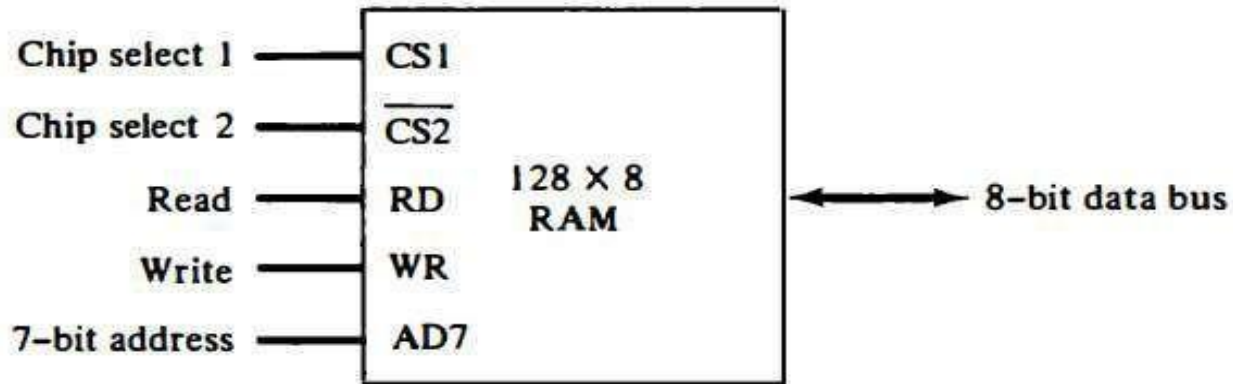 Chip select 1 CS1
Chip select 2 C̅S̅2̅
Read RD 128 × 8 8-bit data bus
RAM
Write WR
7-bit address AD7